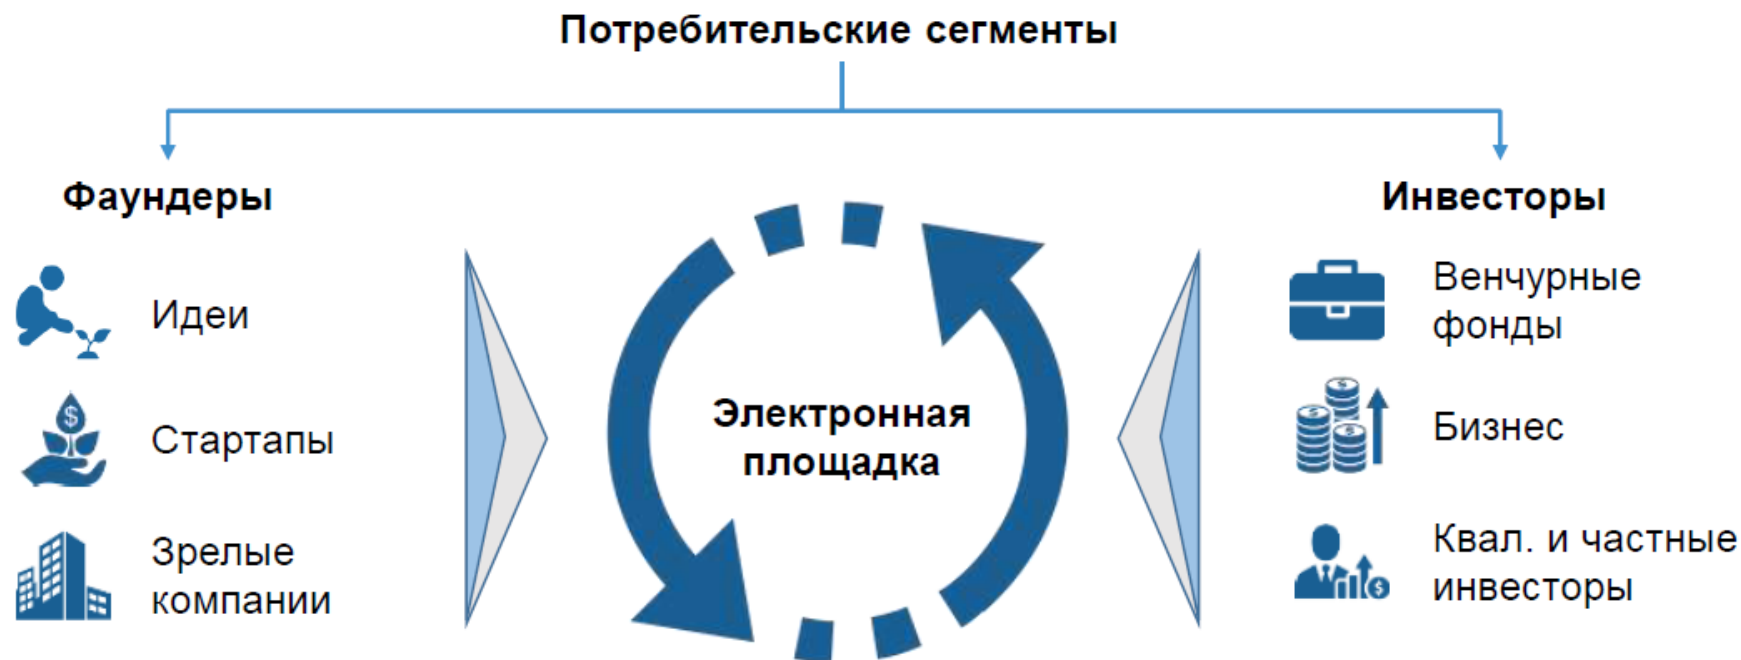 Потребительские сегменты
Фаундеры
Идеи
Стартапы
Зрелые
компании
Электронная
площадка
Инвесторы
Венчурные
фонды
Бизнес
Квал. и частные
инвесторы